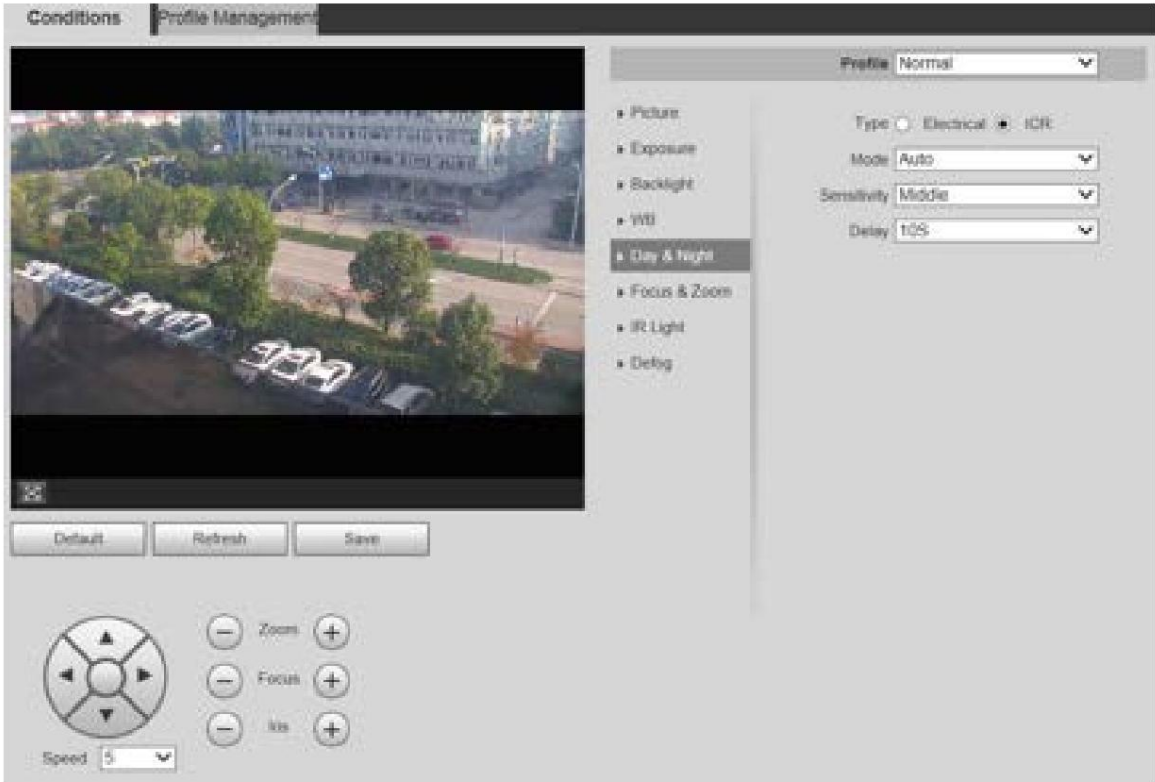 Conditions
Profile Management
Profile Normal
Picture
Exposure
Backlight
WB
Day & Night
Focus & Zoom
IR Light
Defog
Type Electrical ICR
Mode Auto
Sensitivity Middle
Delay 10S
Default Refresh Save
Zoom
Focus
Iris
Speed 5